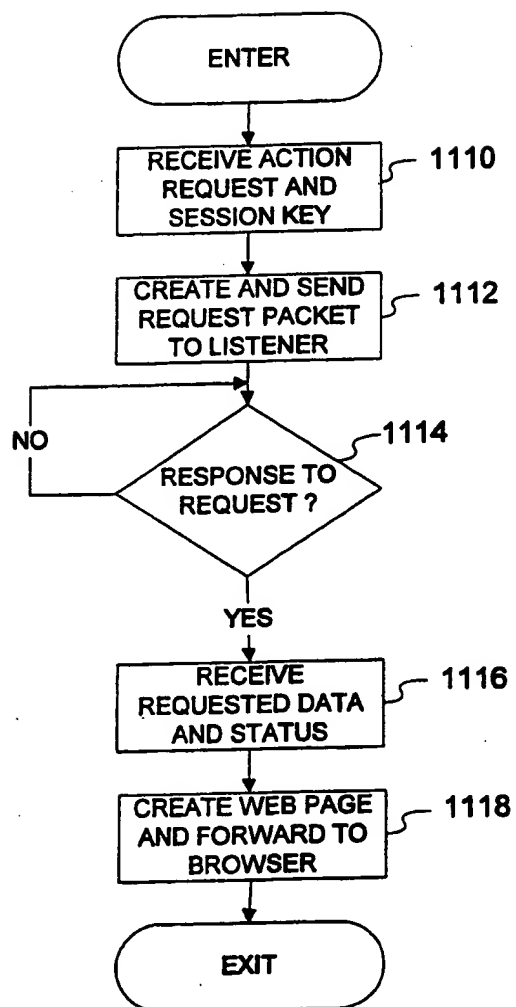 ENTER
RECEIVE ACTION
REQUEST AND
SESSION KEY
1110
CREATE AND SEND
REQUEST PACKET
TO LISTENER
1112
NO
1114
RESPONSE TO
REQUEST ?
YES
RECEIVE
REQUESTED DATA
AND STATUS
1116
CREATE WEB PAGE
AND FORWARD TO
BROWSER
1118
EXIT